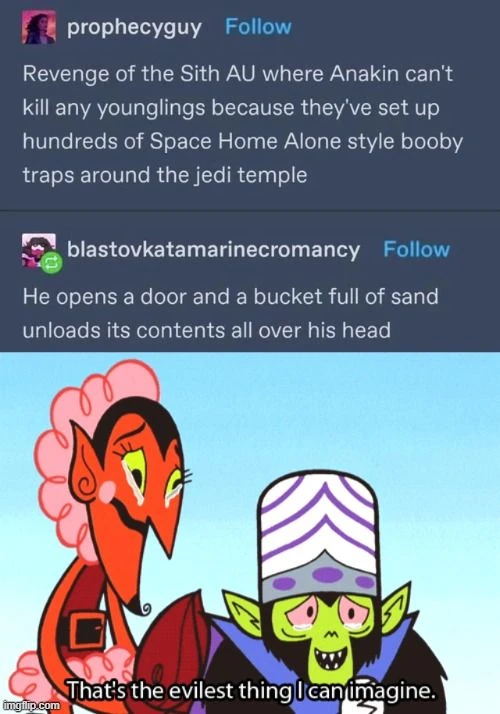 prophecyguy Follow
Revenge of the Sith AU where Anakin can't
kill any younglings because they've set up
hundreds of Space Home Alone style booby
traps around the jedi temple
blastovkatamarinecromancy Follow
He opens a door and a bucket full of sand
unloads its contents all over his head
That's the evilest thing I can imagine.
imgflip.com